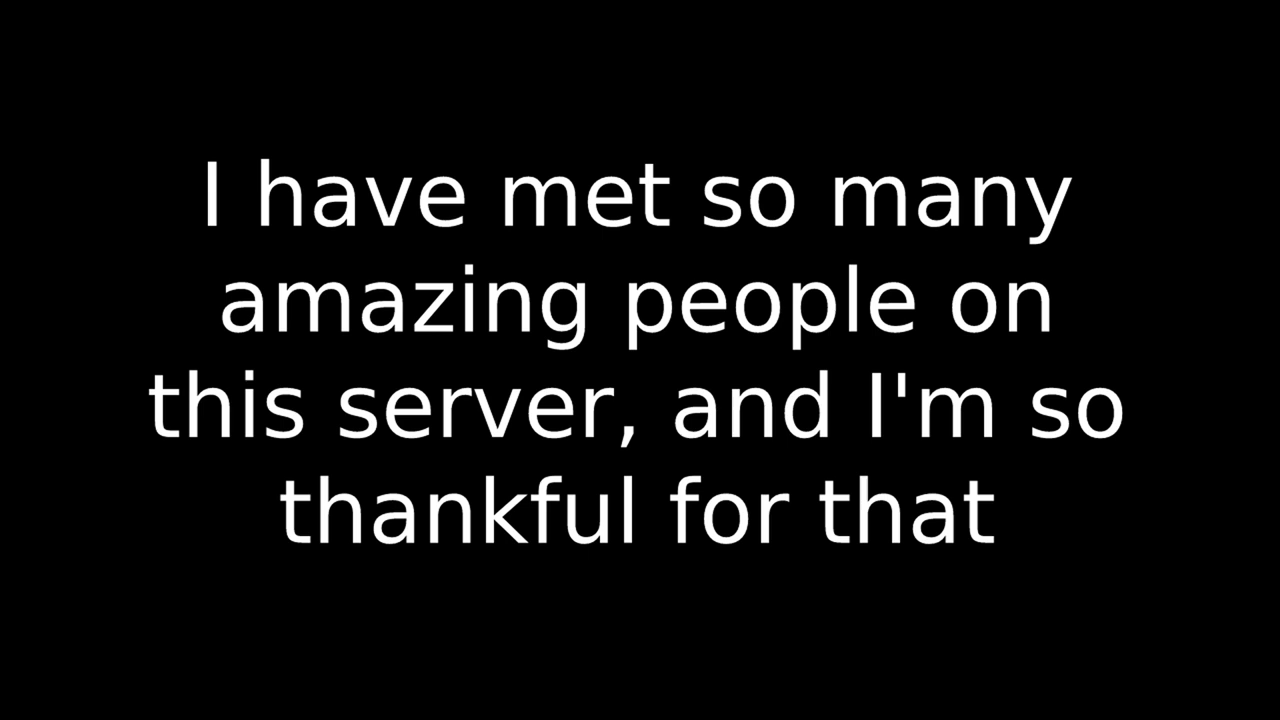 I have met so many
amazing people on
this server, and I'm so
thankful for that